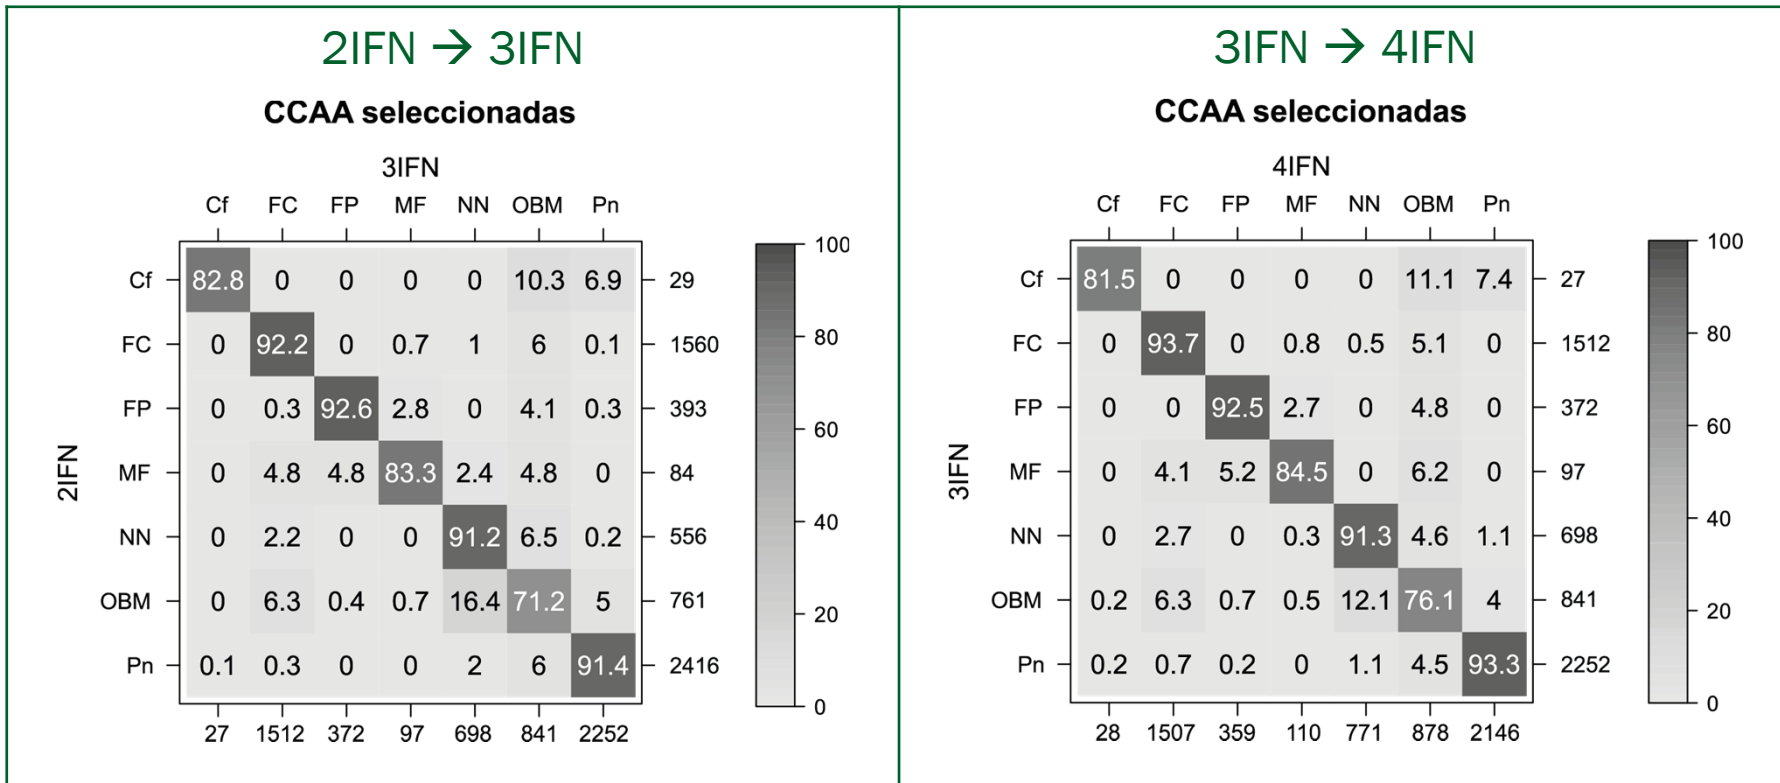 2IFN → 3IFN
CCAA seleccionadas
3IFN
Cf FC FP MF NN OBM Pn
Cf 82.8 0 0 0 0 10.3 6.9 29
FC 0 92.2 0 0.7 1 6 0.1 1560
FP 0 0.3 92.6 2.8 0 4.1 0.3 393
MF 0 4.8 4.8 83.3 2.4 4.8 0 84
NN 0 2.2 0 0 91.2 6.5 0.2 556
OBM 0 6.3 0.4 0.7 16.4 71.2 5 761
Pn 0.1 0.3 0 0 2 6 91.4 2416
27 1512 372 97 698 841 2252
2IFN
100
80
60
40
20
0
3IFN → 4IFN
CCAA seleccionadas
4IFN
Cf FC FP MF NN OBM Pn
Cf 81.5 0 0 0 0 11.1 7.4 27
FC 0 93.7 0 0.8 0.5 5.1 0 1512
FP 0 0 92.5 2.7 0 4.8 0 372
MF 0 4.1 5.2 84.5 0 6.2 0 97
NN 0 2.7 0 0.3 91.3 4.6 1.1 698
OBM 0.2 6.3 0.7 0.5 12.1 76.1 4 841
Pn 0.2 0.7 0.2 0 1.1 4.5 93.3 2252
28 1507 359 110 771 878 2146
3IFN
100
80
60
40
20
0